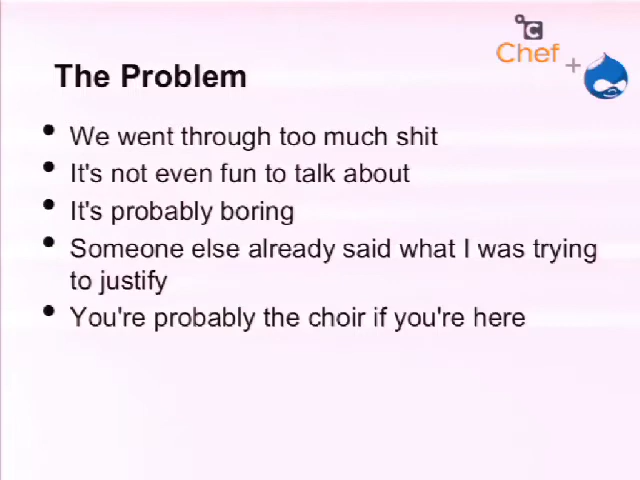 Chef
+
The Problem
• We went through too much shit
• It's not even fun to talk about
• It's probably boring
• Someone else already said what I was trying
to justify
• You're probably the choir if you're here